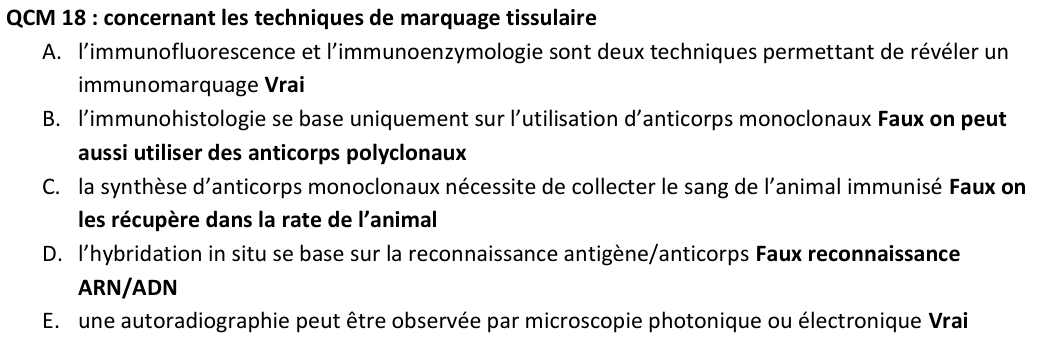 QCM 18 : concernant les techniques de marquage tissulaire
A. l'immunofluorescence et l'immunoenzymologie sont deux techniques permettant de révéler un
immunomarquage Vrai
B. l'immunohistologie se base uniquement sur l'utilisation d'anticorps monoclonaux Faux on peut
aussi utiliser des anticorps polyclonaux
C. la synthèse d'anticorps monoclonaux nécessite de collecter le sang de l'animal immunisé Faux on
les récupère dans la rate de l'animal
D. l'hybridation in situ se base sur la reconnaissance antigène/anticorps Faux reconnaissance
ARN/ADN
E. une autoradiographie peut être observée par microscopie photonique ou électronique Vrai